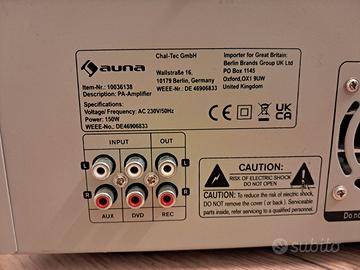 auna
Item-Nr.: 10036138
Description: PA-Amplifier
Chal-Tec GmbH
Wallstraße 16,
10179 Berlin, Germany
WEEE-No.: DE46906833
Importer for Great Britain:
Berlin Brands Group UK Ltd
PO Box 1145
Oxford,OX1 9UW
United Kingdom
Specifications:
Voltage/ Frequency: AC 230V/50Hz
Power: 150W
WEEE-Nr.: DE 46906833
CE
UK
CA
INPUT
OUT
L
L
R
R
AUX
DVD
REC
CAUTION:
RISK OF ELECTRIC SHOCK
DO NOT OPEN
CAUTION: To reduce the risk of electric shock,
DO NOT REMOVE the cover ( or back). Serviceable
parts inside, refer servicing to a qualified personnel.
Do no
subito